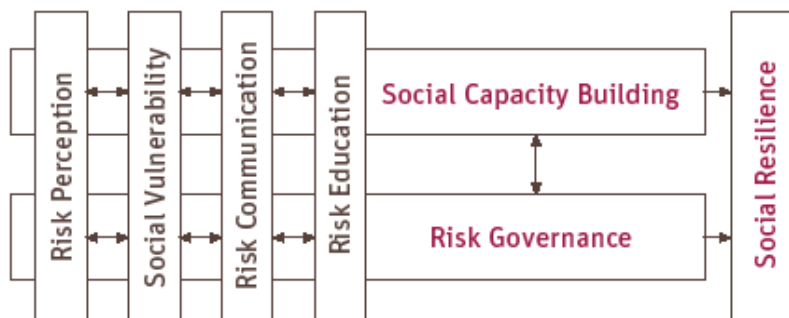 Risk Perception
Social Vulnerability
Risk Communication
Risk Education
Social Capacity Building
Risk Governance
Social Resilience